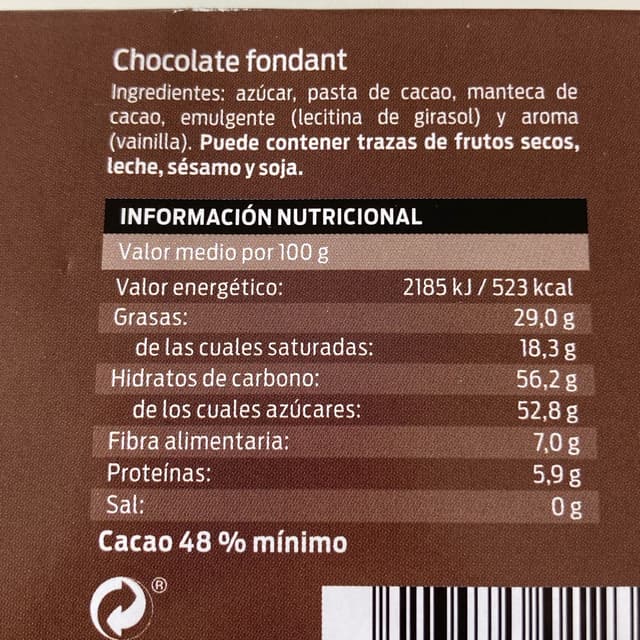 Chocolate fondant
Ingredientes: azúcar, pasta de cacao, manteca de
cacao, emulgente (lecitina de girasol) y aroma
(vainilla). Puede contener trazas de frutos secos,
leche, sésamo y soja.
INFORMACIÓN NUTRICIONAL
Valor medio por 100 g
Valor energético: 2185 kJ / 523 kcal
Grasas: 29,0 g
de las cuales saturadas: 18,3 g
Hidratos de carbono: 56,2 g
de los cuales azúcares: 52,8 g
Fibra alimentaria: 7,0 g
Proteínas: 5,9 g
Sal: 0 g
Cacao 48 % mínimo
®